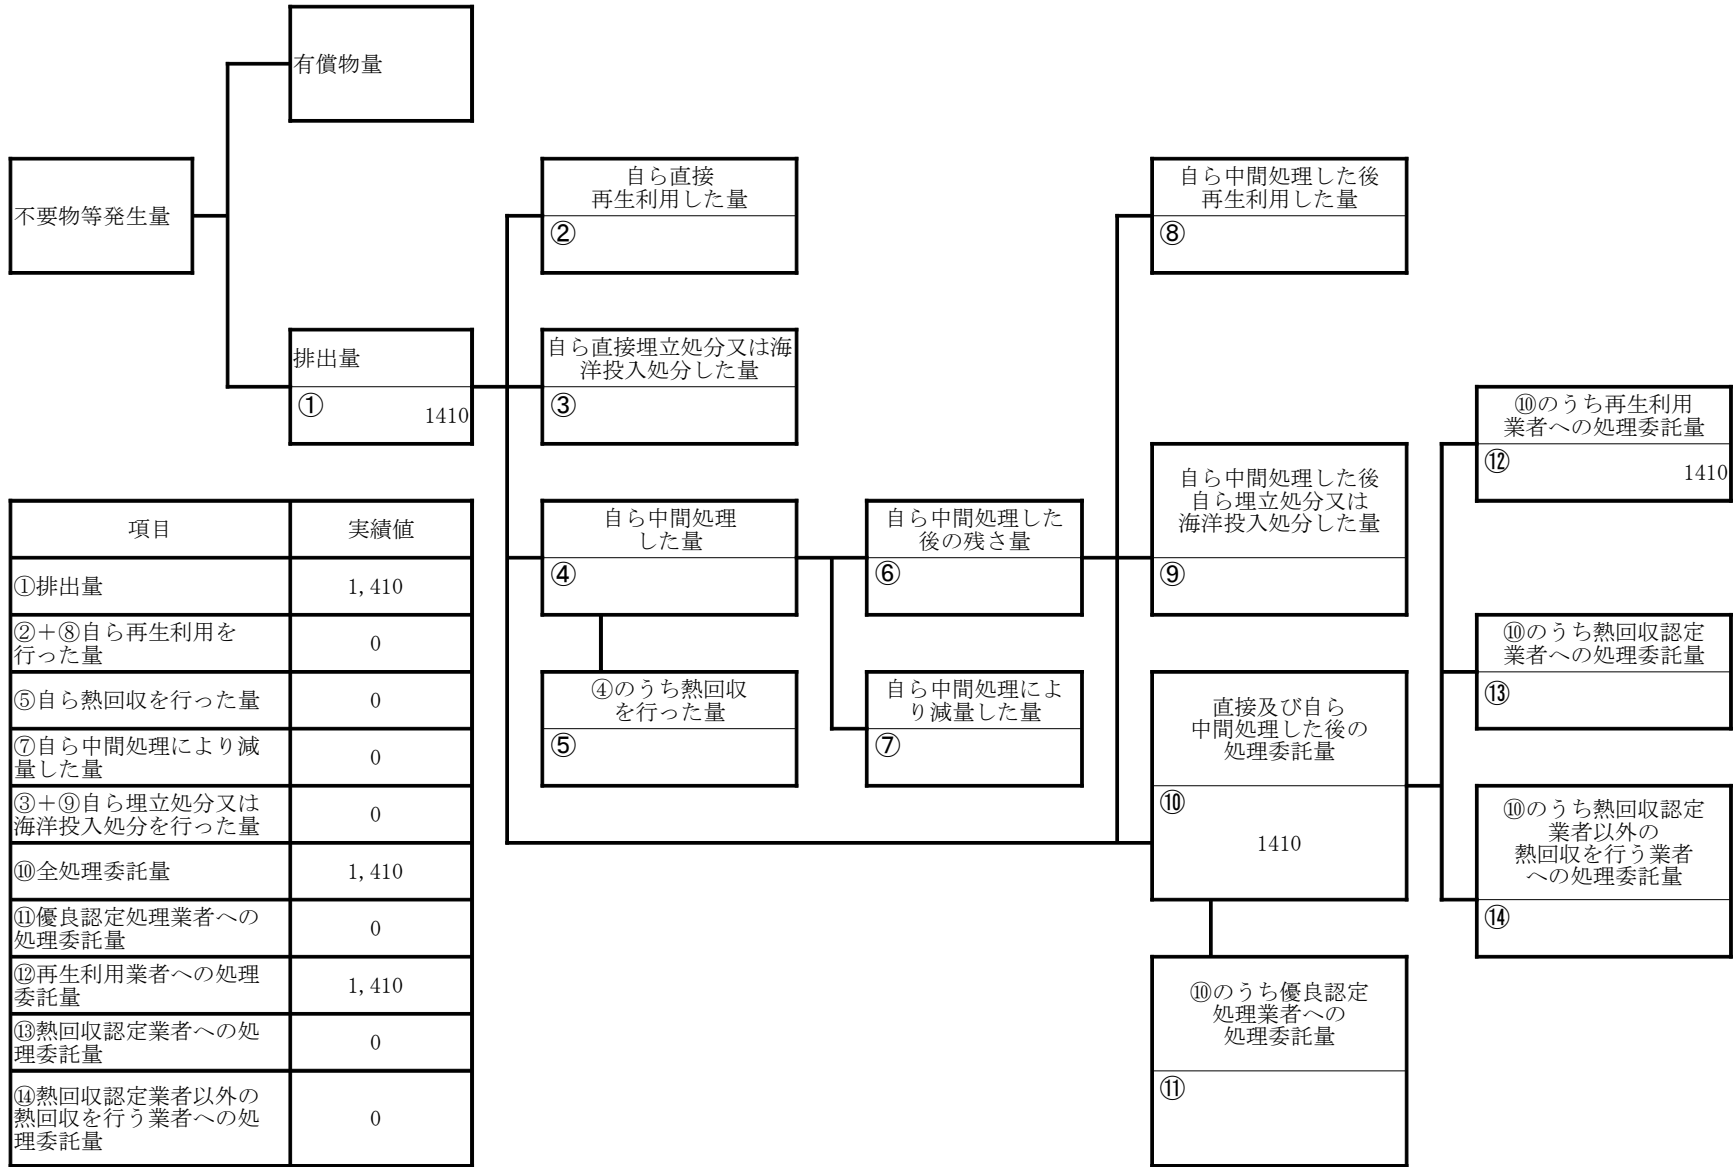 有償物量
不要物等発生量
自ら直接
再生利用した量
②
自ら中間処理した後
再生利用した量
⑧
排出量
①
1410
自ら直接埋立処分又は海
洋投入処分した量
③
⑩のうち再生利用
業者への処理委託量
⑫
1410
自ら中間処理
した量
④
自ら中間処理した
後の残さ量
⑥
自ら中間処理した後
自ら埋立処分又は
海洋投入処分した量
⑨
⑩のうち熱回収認定
業者への処理委託量
⑬
④のうち熱回収
を行った量
⑤
自ら中間処理によ
り減量した量
⑦
直接及び自ら
中間処理した後の
処理委託量
⑩
1410
⑩のうち熱回収認定
業者以外の
熱回収を行う業者
への処理委託量
⑭
⑩のうち優良認定
処理業者への
処理委託量
⑪
項目 実績値
①排出量 1,410
②＋⑧自ら再生利用を
行った量 0
⑤自ら熱回収を行った量 0
⑦自ら中間処理により減
量した量 0
③＋⑨自ら埋立処分又は
海洋投入処分を行った量 0
⑩全処理委託量 1,410
⑪優良認定処理業者への
処理委託量 0
⑫再生利用業者への処理
委託量 1,410
⑬熱回収認定業者への処
理委託量 0
⑭熱回収認定業者以外の
熱回収を行う業者への処
理委託量 0